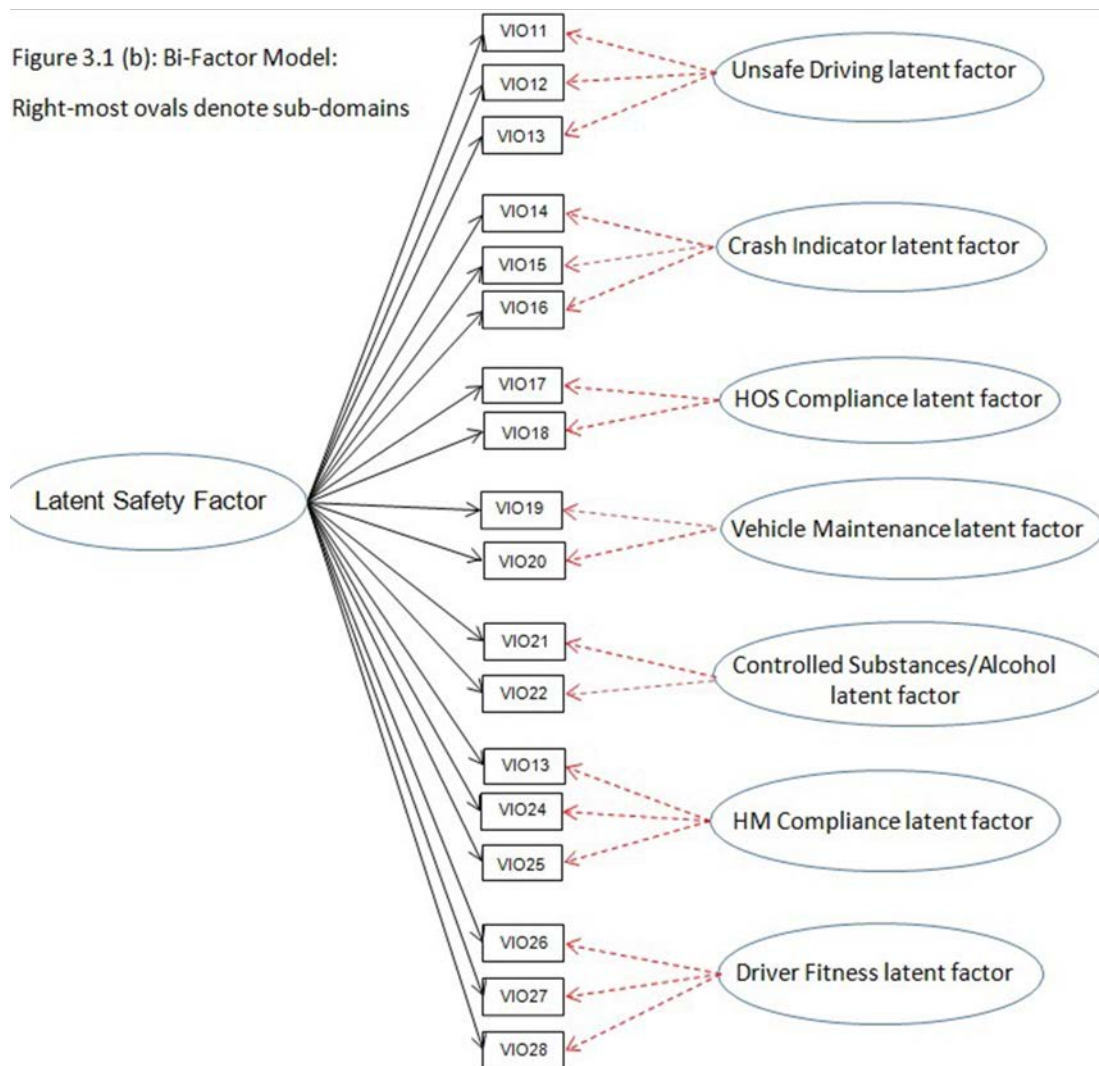 Figure 3.1 (b): Bi-Factor Model:
Right-most ovals denote sub-domains
VIO11
VIO12
VIO13
Unsafe Driving latent factor
VIO14
VIO15
VIO16
Crash Indicator latent factor
VIO17
VIO18
HOS Compliance latent factor
Latent Safety Factor
VIO19
VIO20
Vehicle Maintenance latent factor
VIO21
VIO22
Controlled Substances/Alcohol
latent factor
VIO13
VIO24
VIO25
HM Compliance latent factor
VIO26
VIO27
VIO28
Driver Fitness latent factor